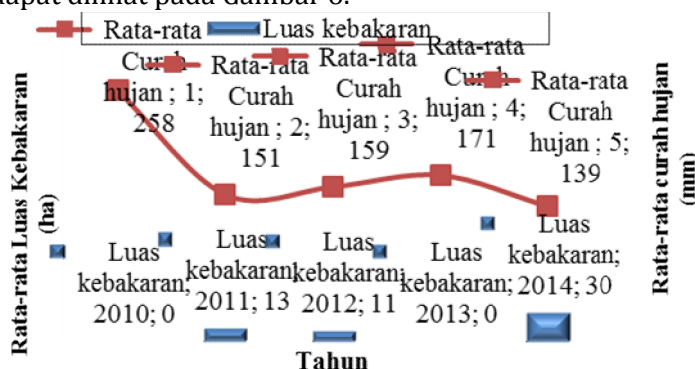 dapat dilihat pada Gambar 6.
Luas kebakaran
Rata-rata
Curah
hujan ; 1;
258
Rata-rata
Curah
hujan ; 2;
151
Rata-rata
Curah
hujan ; 3;
159
Rata-rata
Curah
hujan ; 4;
171
Rata-rata
Curah
hujan ; 5;
139
Rata-rata Luas Kebakaran
(ha)
Rata-rata curah hujan
(mm)
Luas
kebakaran;
2010; 0
Luas
kebakaran;
2011; 13
Luas
kebakaran;
2012; 11
Luas
kebakaran;
2013; 0
Luas
kebakaran;
2014; 30
Tahun